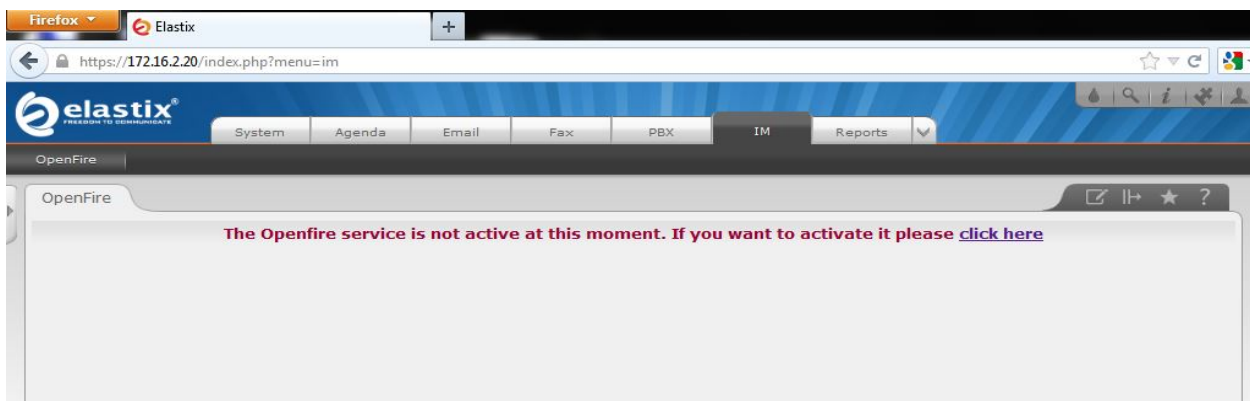 Firefox
Elastix
https://172.16.2.20/index.php?menu=im
elastix®
FREEDOM TO COMMUNICATE
System Agenda Email Fax PBX IM Reports
OpenFire
OpenFire
The Openfire service is not active at this moment. If you want to activate it please click here